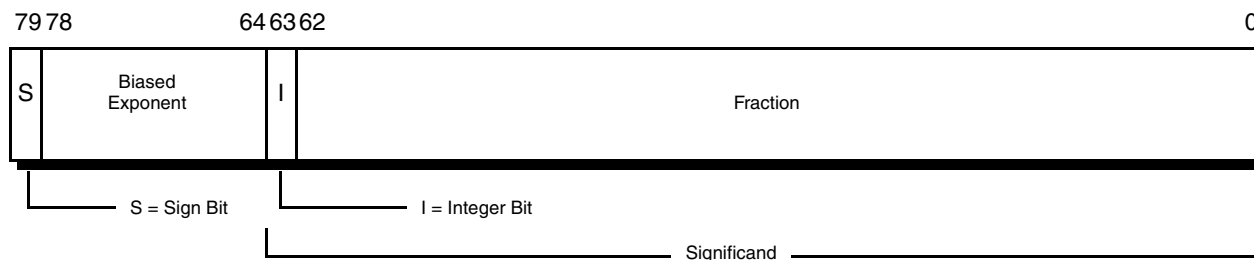 79 78 64 63 62 0
S Biased Exponent I Fraction
S = Sign Bit I = Integer Bit
Significand